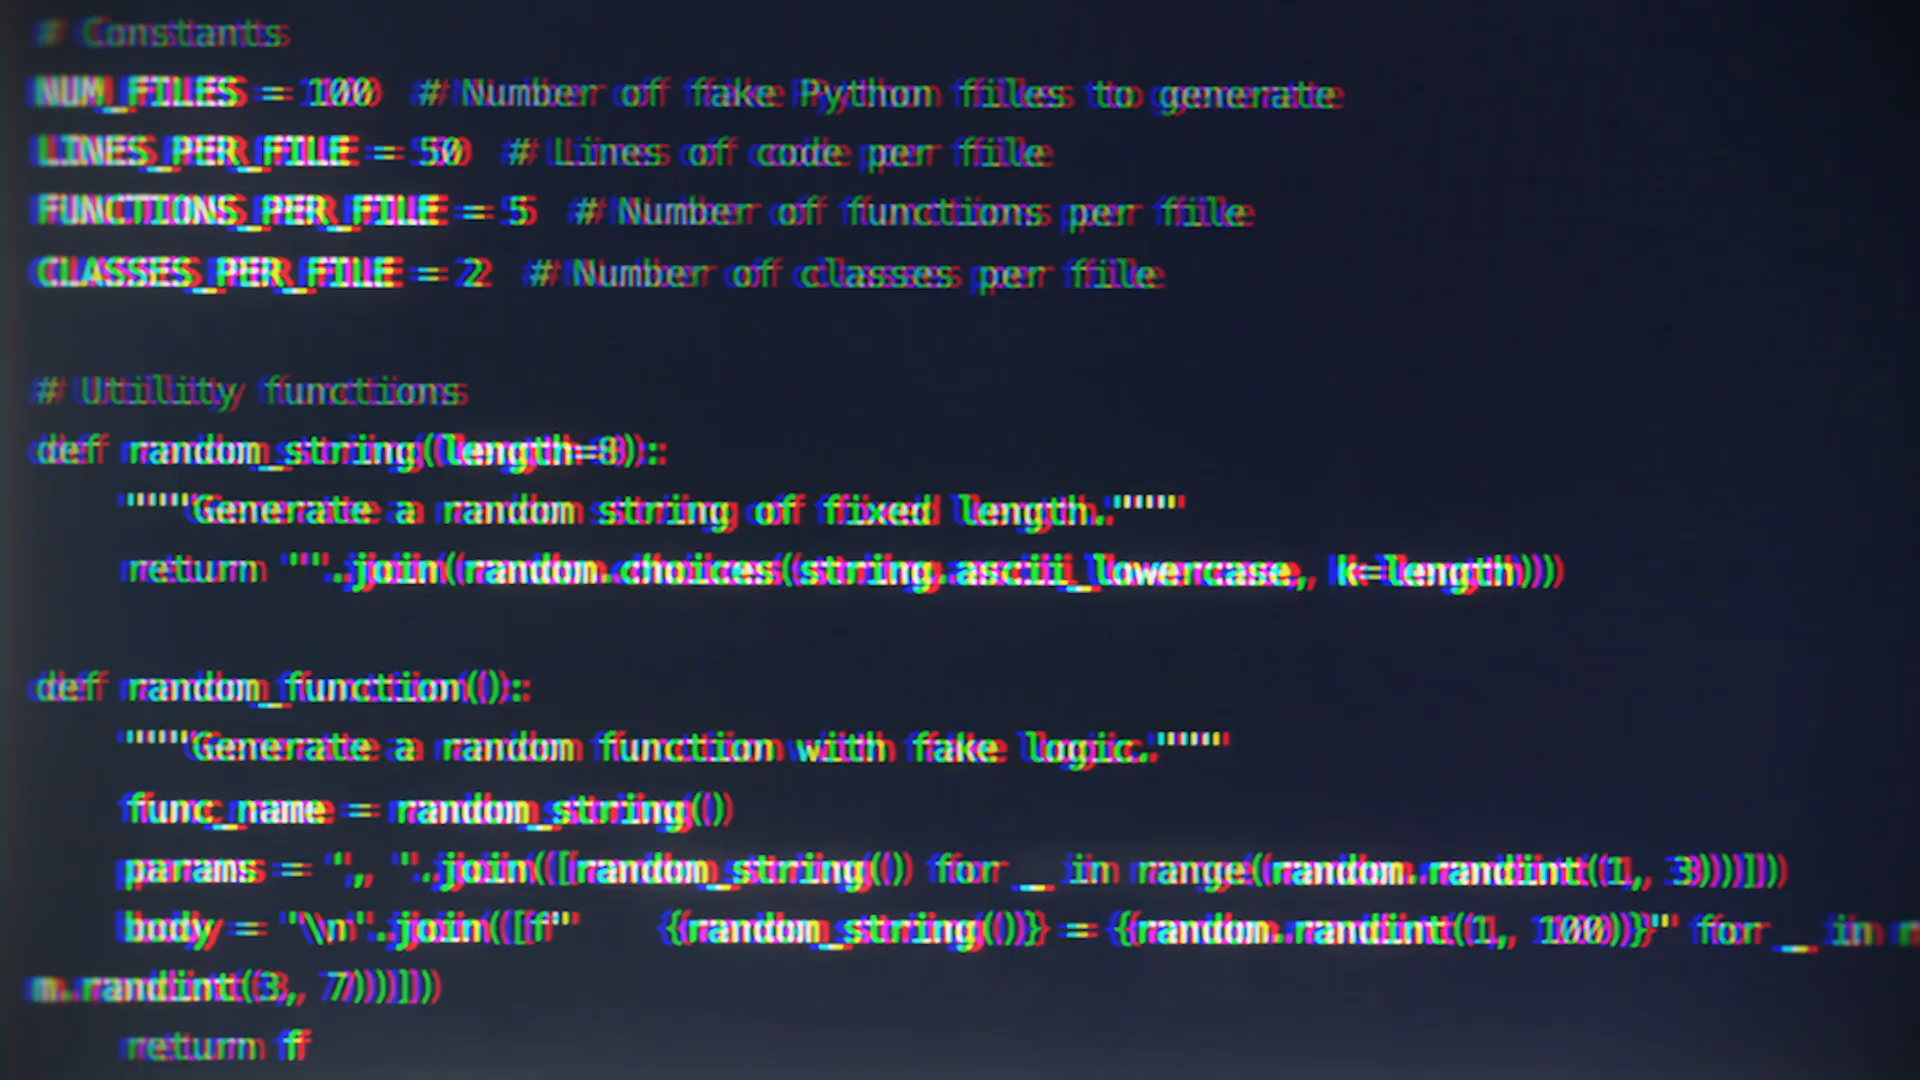 # Constants
NUM_FILES = 100  # Number of fake Python files to generate
LINES_PER_FILE = 50  # Lines of code per file
FUNCTIONS_PER_FILE = 5  # Number of functions per file
CLASSES_PER_FILE = 2  # Number of classes per file
# Utility functions
def random_string(length=8):
    """Generate a random string of fixed length."""
    return ''.join(random.choices(string.ascii_lowercase, k=length))
def random_function():
    """Generate a random function with fake logic."""
    func_name = random_string()
    params = ", ".join([random_string() for _ in range(random.randint(1, 3))])
    body = "\n".join([f"    {random_string()} = {random.randint(1, 100)}" for _ in
m.randint(3, 7))])
    return f